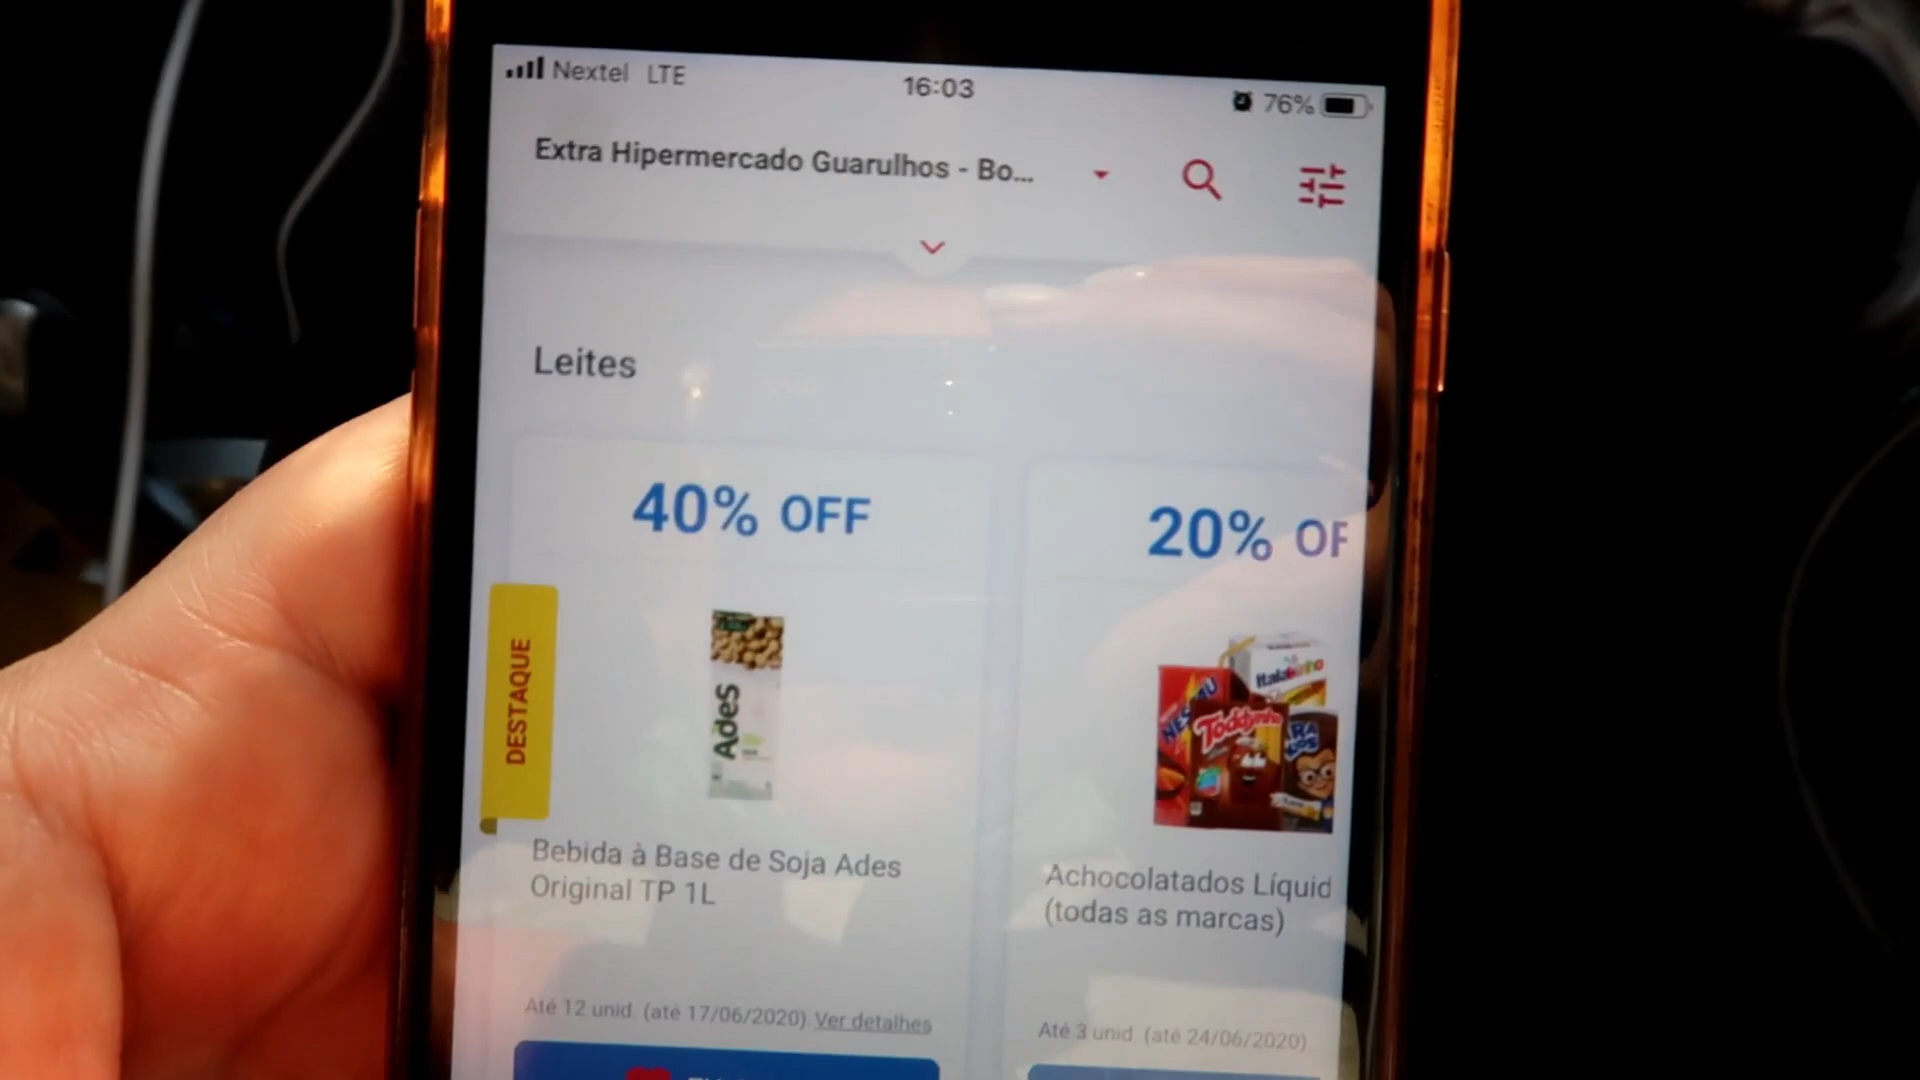 Nextel LTE
16:03
76%
Extra Hipermercado Guarulhos - Bo...
Leites
40% OFF
20% OF
DESTAQUE
AdeS
Italakinho
Toddynho
Bebida à Base de Soja Ades
Original TP 1L
Achocolatados Líquid
(todas as marcas)
Até 12 unid. (até 17/06/2020) Ver detalhes
Até 3 unid. (até 24/06/2020)